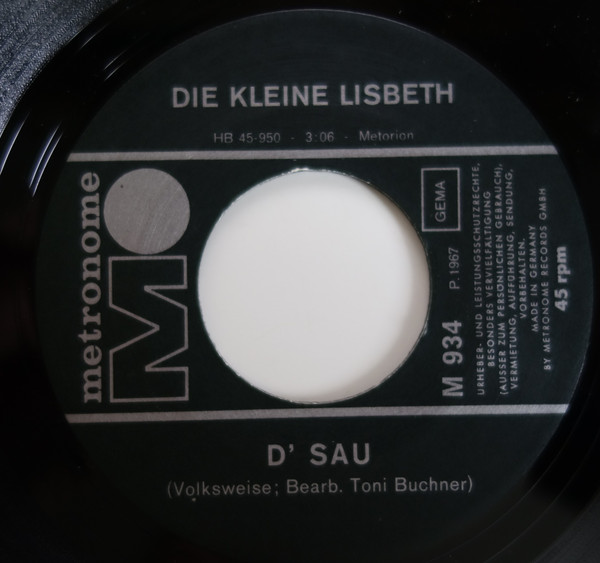 DIE KLEINE LISBETH
HB 45-950 - 3:06 - Metorion
metronome
M
GEMA
M 934 P. 1967
URHEBER- UND LEISTUNGSSCHUTZRECHTE,
BESONDERS VERVIELFÄLTIGUNG
(AUSSER ZUM PERSÖNLICHEN GEBRAUCH),
VERMIETUNG, AUFFÜHRUNG, SENDUNG,
VORBEHALTEN.
MADE IN GERMANY
BY METRONOME RECORDS GMBH
45 rpm
D' SAU
(Volksweise; Bearb. Toni Buchner)